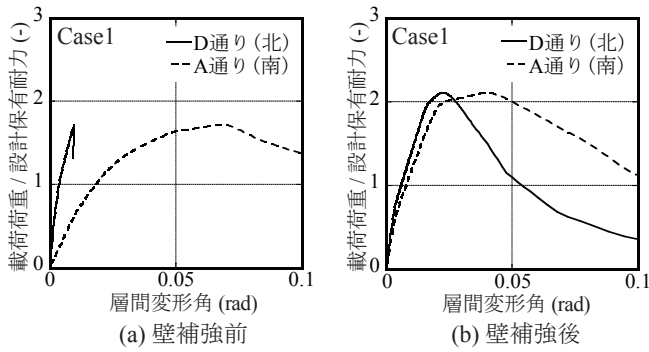 載荷荷重 / 設計保有耐力 (-)
3
2
1
0
Case1
D通り (北)
A通り (南)
0
0.05
0.1
層間変形角 (rad)
(a) 壁補強前
載荷荷重 / 設計保有耐力 (-)
3
2
1
0
Case1
D通り (北)
A通り (南)
0
0.05
0.1
層間変形角 (rad)
(b) 壁補強後